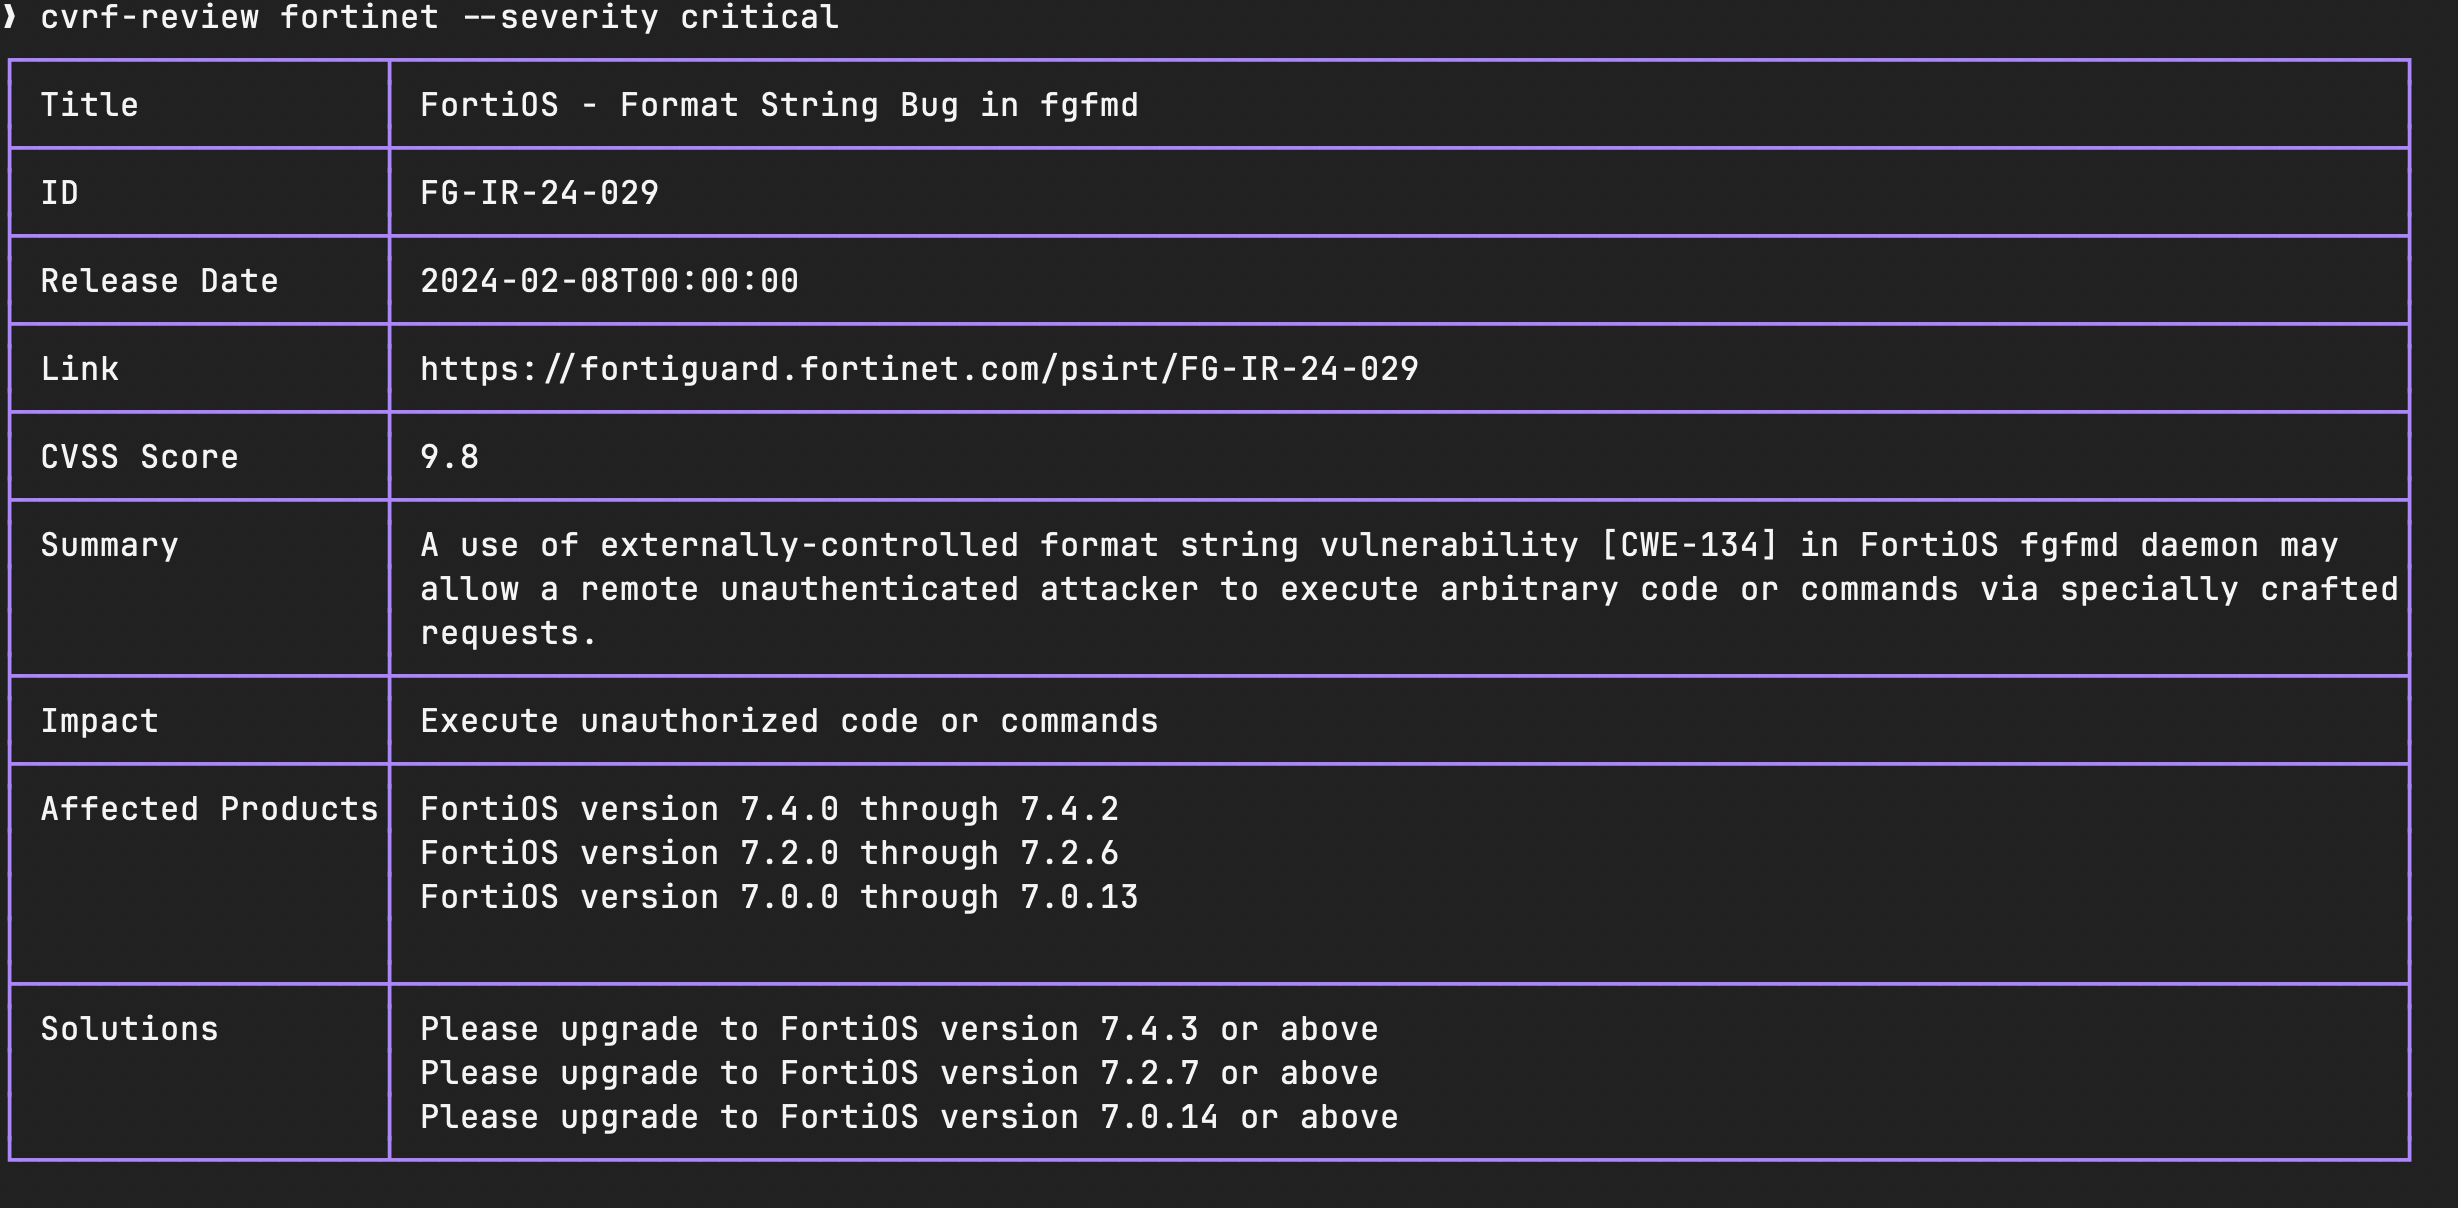 ❯ cvrf-review fortinet --severity critical
Title FortiOS - Format String Bug in fgfmd
ID FG-IR-24-029
Release Date 2024-02-08T00:00:00
Link https://fortiguard.fortinet.com/psirt/FG-IR-24-029
CVSS Score 9.8
Summary A use of externally-controlled format string vulnerability [CWE-134] in FortiOS fgfmd daemon may
allow a remote unauthenticated attacker to execute arbitrary code or commands via specially crafted
requests.
Impact Execute unauthorized code or commands
Affected Products FortiOS version 7.4.0 through 7.4.2
FortiOS version 7.2.0 through 7.2.6
FortiOS version 7.0.0 through 7.0.13
Solutions Please upgrade to FortiOS version 7.4.3 or above
Please upgrade to FortiOS version 7.2.7 or above
Please upgrade to FortiOS version 7.0.14 or above